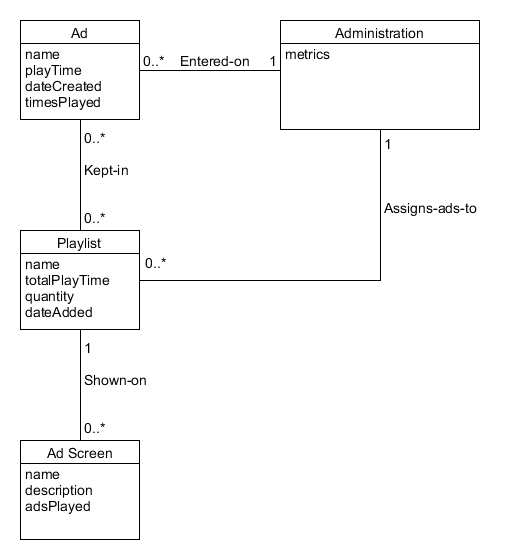 Ad
name
playTime
dateCreated
timesPlayed
0..* Entered-on 1
Administration
metrics
0..*
Kept-in
0..*
1
Assigns-ads-to
0..*
Playlist
name
totalPlayTime
quantity
dateAdded
1
Shown-on
0..*
Ad Screen
name
description
adsPlayed